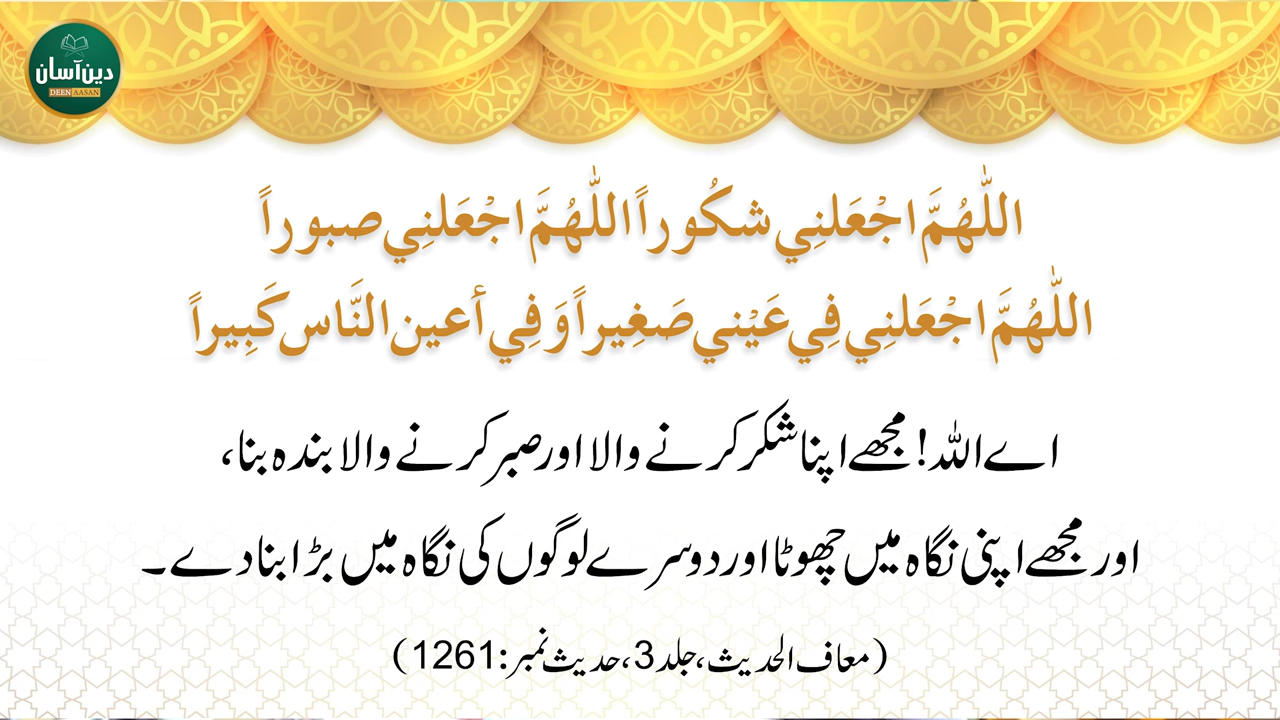 دین آسان
DEEN AASAN
اللّٰهُمَّ اجْعَلنِي شكُوراً اللّٰهُمَّ اجْعَلنِي صبوراً
اللّٰهُمَّ اجْعَلنِي فِي عَيْني صَغِيراً وَ فِي أعين النَّاس كَبِيراً
اے اللہ! مجھے اپنا شکر کرنے والا اور صبر کرنے والا بندہ بنا،
اور مجھے اپنی نگاہ میں چھوٹا اور دوسرے لوگوں کی نگاہ میں بڑا بنا دے۔
(معاف الحدیث، جلد 3، حدیث نمبر: 1261)